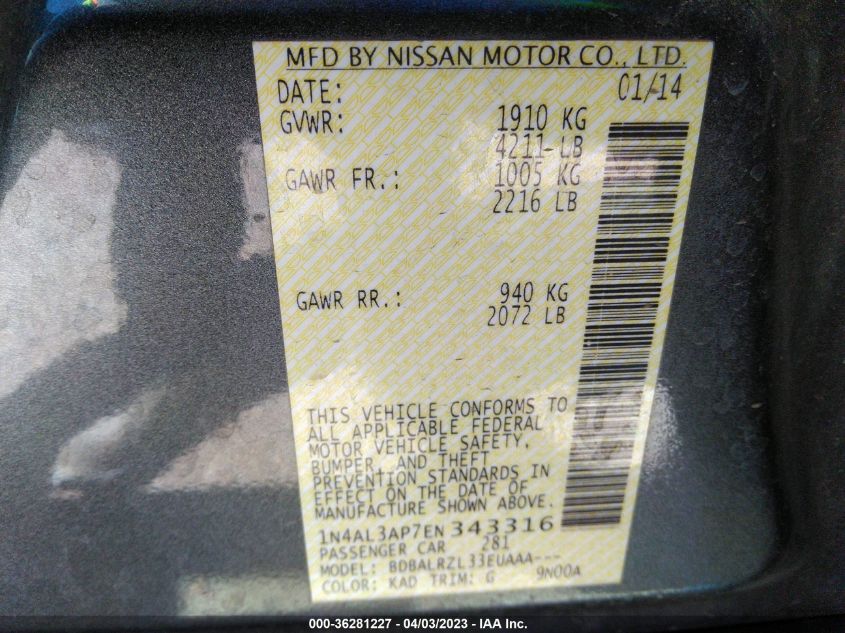 MFD BY NISSAN MOTOR CO., LTD.
DATE: 01/14
GVWR: 1910 KG
4211 LB
GAWR FR.: 1005 KG
2216 LB
GAWR RR.: 940 KG
2072 LB
THIS VEHICLE CONFORMS TO
ALL APPLICABLE FEDERAL
MOTOR VEHICLE SAFETY,
BUMPER, AND THEFT
PREVENTION STANDARDS IN
EFFECT ON THE DATE OF
MANUFACTURE SHOWN ABOVE.
1N4AL3AP7EN343316
PASSENGER CAR 281
MODEL: BDBALRZL33EUAAA---
COLOR: KAD TRIM: G 9N00A
000-36281227 - 04/03/2023 - IAA Inc.